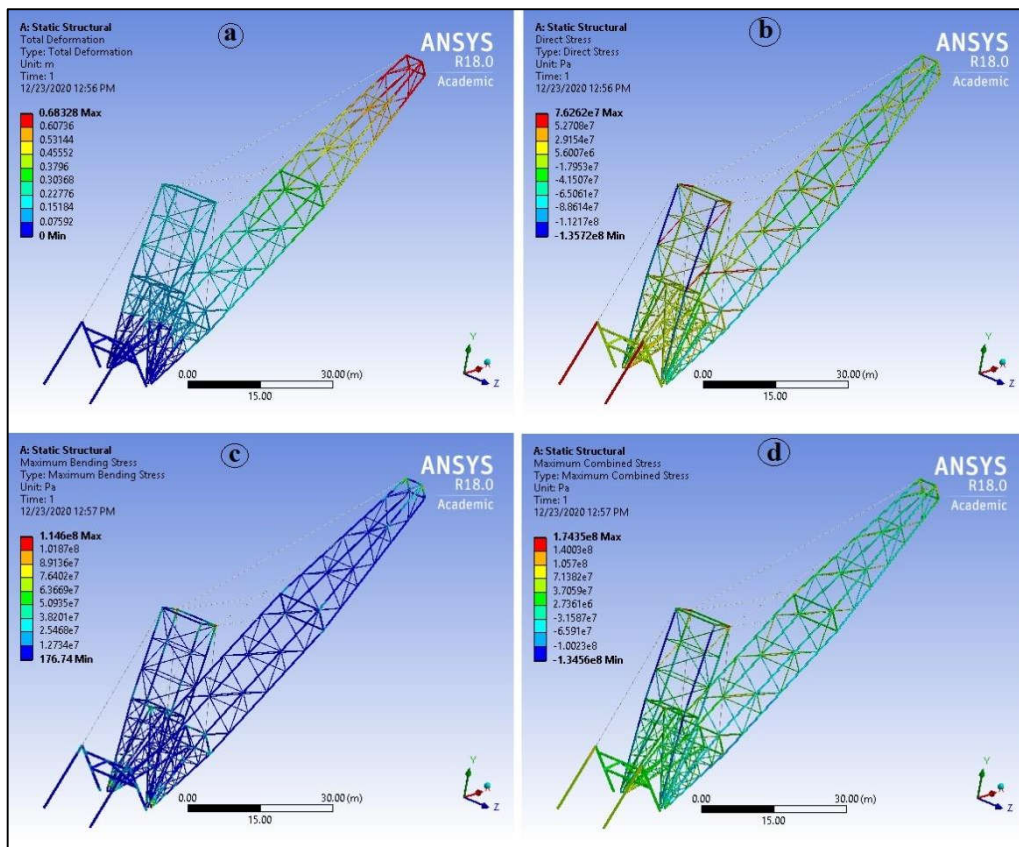 A: Static Structural
Total Deformation
Type: Total Deformation
Unit: m
Time: 1
12/23/2020 12:56 PM
0.68328 Max
0.60736
0.53144
0.45552
0.3796
0.30368
0.22776
0.15184
0.07592
0 Min
a
ANSYS
R18.0
Academic
0.00
30.00 (m)
15.00
Y
Z
A: Static Structural
Direct Stress
Type: Direct Stress
Unit: Pa
Time: 1
12/23/2020 12:56 PM
7.6262e7 Max
5.2708e7
2.9154e7
5.6007e6
-1.7953e7
-4.1507e7
-6.5061e7
-8.8614e7
-1.1217e8
-1.3572e8 Min
b
ANSYS
R18.0
Academic
0.00
30.00 (m)
15.00
Y
Z
A: Static Structural
Maximum Bending Stress
Type: Maximum Bending Stress
Unit: Pa
Time: 1
12/23/2020 12:57 PM
1.146e8 Max
1.0187e8
8.9136e7
7.6402e7
6.3669e7
5.0935e7
3.8201e7
2.5468e7
1.2734e7
176.74 Min
c
ANSYS
R18.0
Academic
0.00
30.00 (m)
15.00
Y
Z
A: Static Structural
Maximum Combined Stress
Type: Maximum Combined Stress
Unit: Pa
Time: 1
12/23/2020 12:57 PM
1.7435e8 Max
1.4003e8
1.057e8
7.1382e7
3.7059e7
2.7361e6
-3.1587e7
-6.591e7
-1.0023e8
-1.3456e8 Min
d
ANSYS
R18.0
Academic
0.00
30.00 (m)
15.00
Y
Z